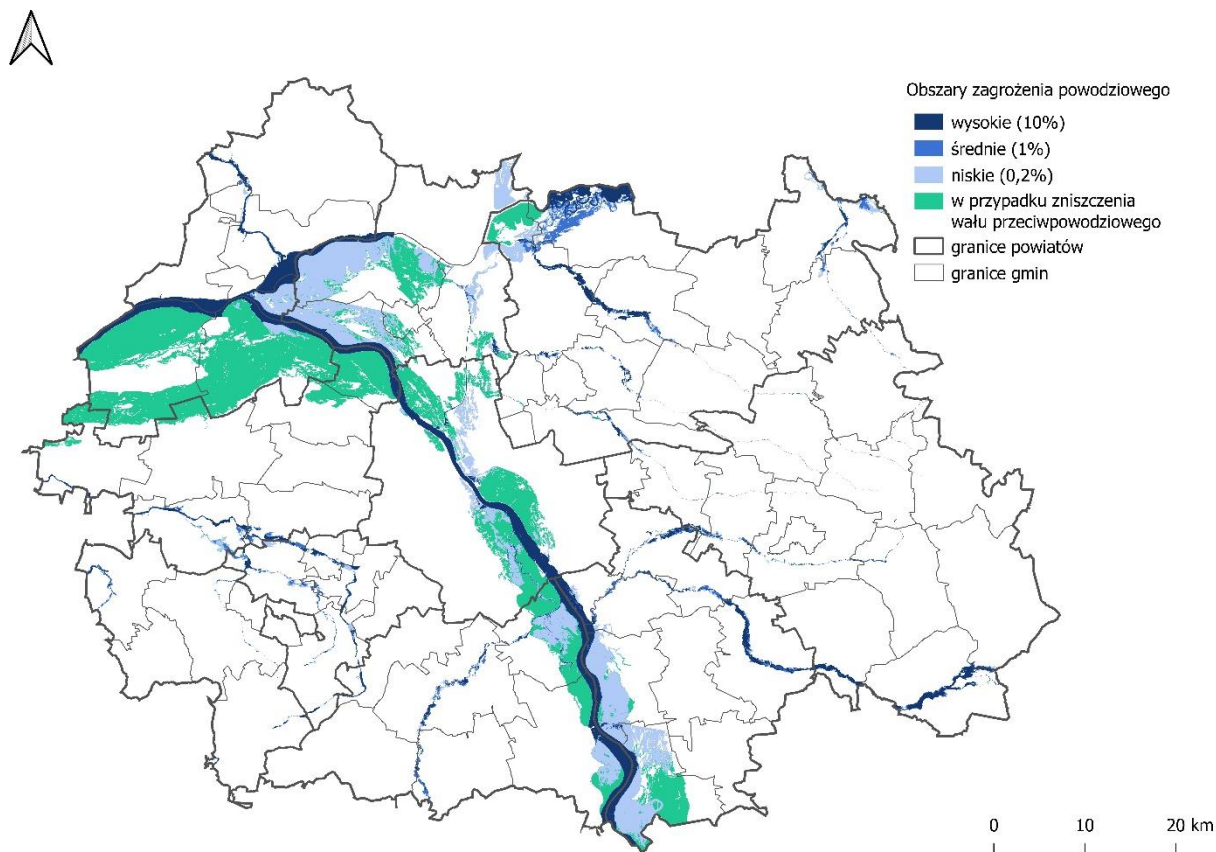 Obszary zagrożenia powodziowego
wysokie (10%)
średnie (1%)
niskie (0,2%)
w przypadku zniszczenia
wału przeciwpowodziowego
granice powiatów
granice gmin
0 10 20 km